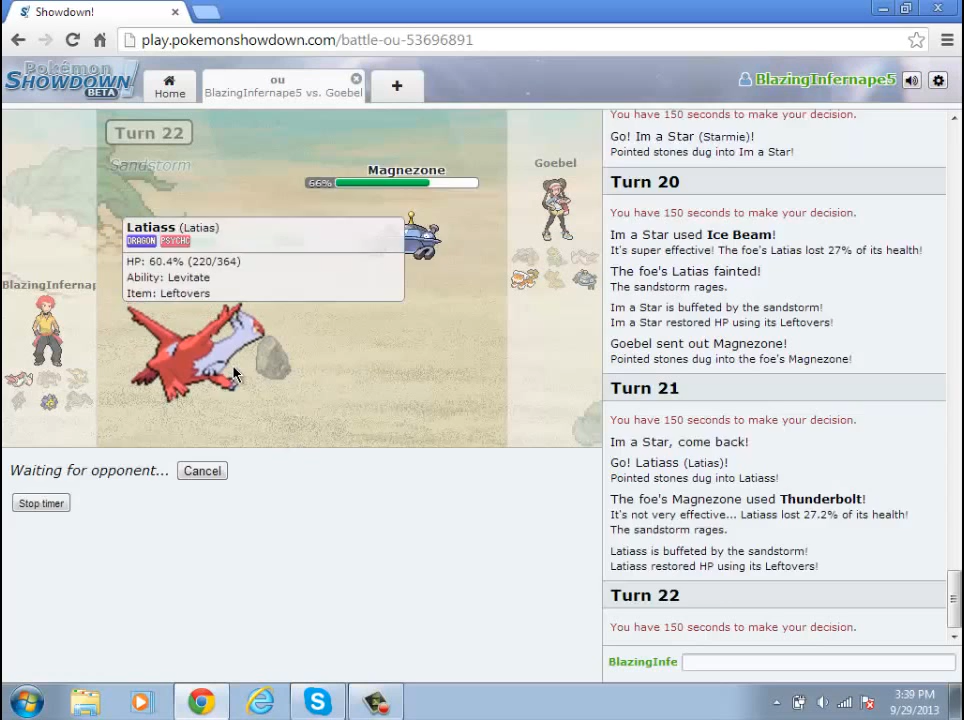 Showdown!
play.pokemonshowdown.com/battle-ou-53696891
Pokémon
SHOWDOWN!
BETA
Home
ou
BlazingInfernape5 vs. Goebel
+
BlazingInfernape5
Turn 22
Sandstorm
Magnezone
66%
Goebel
Latiass (Latias)
DRAGON PSYCHC
HP: 60.4% (220/364)
Ability: Levitate
Item: Leftovers
BlazingInfernap
Waiting for opponent... Cancel
Stop timer
You have 150 seconds to make your decision.
Go! Im a Star (Starmie)!
Pointed stones dug into Im a Star!
Turn 20
You have 150 seconds to make your decision.
Im a Star used Ice Beam!
It's super effective! The foe's Latias lost 27% of its health!
The foe's Latias fainted!
The sandstorm rages.
Im a Star is buffeted by the sandstorm!
Im a Star restored HP using its Leftovers!
Goebel sent out Magnezone!
Pointed stones dug into the foe's Magnezone!
Turn 21
You have 150 seconds to make your decision.
Im a Star, come back!
Go! Latiass (Latias)!
Pointed stones dug into Latiass!
The foe's Magnezone used Thunderbolt!
It's not very effective... Latiass lost 27.2% of its health!
The sandstorm rages.
Latiass is buffeted by the sandstorm!
Latiass restored HP using its Leftovers!
Turn 22
You have 150 seconds to make your decision.
BlazingInfe
3:39 PM
9/29/2013